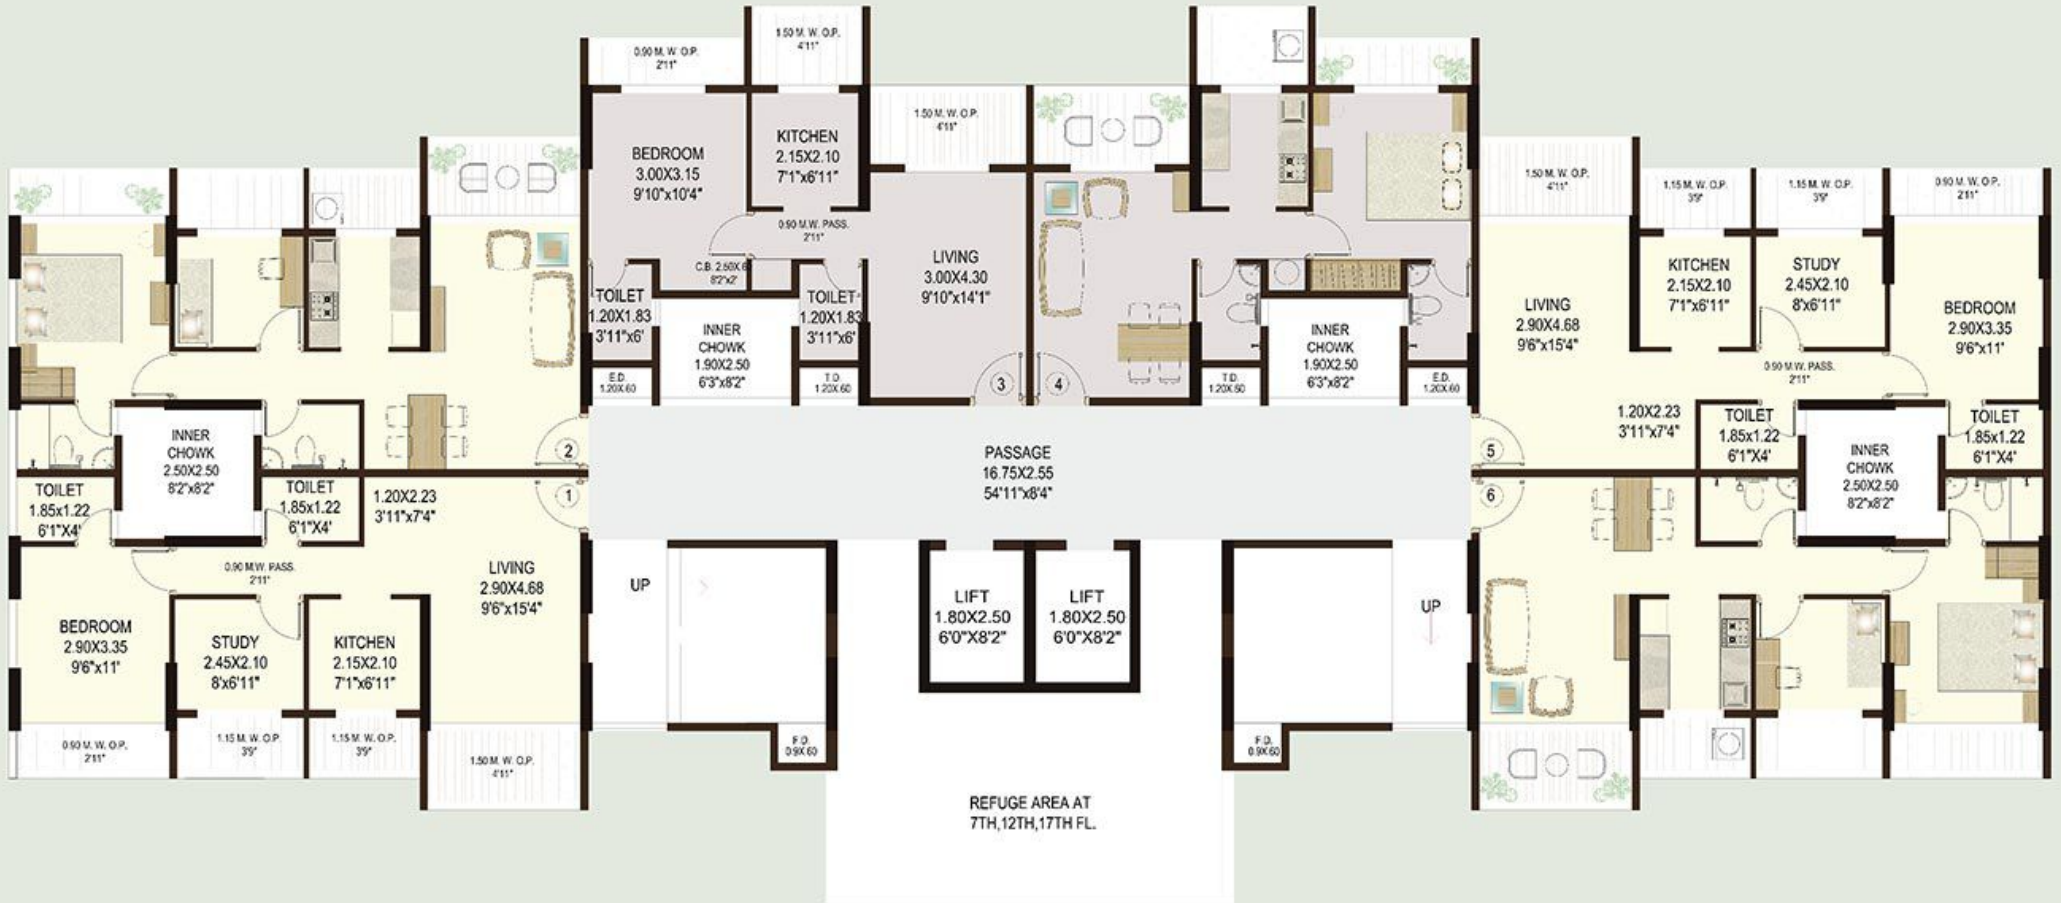 0.90 M. W. O.P.
2'11"
1.50 M. W. O.P.
4'11"
BEDROOM
3.00X3.15
9'10"x10'4"
KITCHEN
2.15X2.10
7'1"x6'11"
1.50 M. W. O.P.
4'11"
0.90 M.W. PASS.
2'11"
LIVING
3.00X4.30
9'10"x14'1"
C.B. 2.50X.6
8'2"x2'
TOILET
1.20X1.83
3'11"x6'
INNER
CHOWK
1.90X2.50
6'3"x8'2"
TOILET
1.20X1.83
3'11"x6'
E.D.
1.20X.60
T.D.
1.20X.60
3
4
INNER
CHOWK
1.90X2.50
6'3"x8'2"
T.D.
1.20X.50
E.D.
1.20X.60
1.50 M. W. O.P.
4'11"
1.15 M. W. O.P.
3'9"
1.15 M. W. O.P.
3'9"
0.90 M. W. O.P.
2'11"
LIVING
2.90X4.68
9'6"x15'4"
KITCHEN
2.15X2.10
7'1"x6'11"
STUDY
2.45X2.10
8'x6'11"
BEDROOM
2.90X3.35
9'6"x11'
0.90 M.W. PASS.
2'11"
1.20X2.23
3'11"x7'4"
TOILET
1.85x1.22
6'1"X4'
INNER
CHOWK
2.50X2.50
8'2"x8'2"
TOILET
1.85x1.22
6'1"X4'
5
6
PASSAGE
16.75X2.55
54'11"x8'4"
2
1
INNER
CHOWK
2.50X2.50
8'2"x8'2"
TOILET
1.85x1.22
6'1"X4'
TOILET
1.85x1.22
6'1"X4'
1.20X2.23
3'11"x7'4"
0.90 M.W. PASS.
2'11"
LIVING
2.90X4.68
9'6"x15'4"
BEDROOM
2.90X3.35
9'6"x11'
STUDY
2.45X2.10
8'x6'11"
KITCHEN
2.15X2.10
7'1"x6'11"
0.90 M. W. O.P.
2'11"
1.15 M. W. O.P.
3'9"
1.15 M. W. O.P.
3'9"
1.50 M. W. O.P.
4'11"
UP
LIFT
1.80X2.50
6'0"X8'2"
LIFT
1.80X2.50
6'0"X8'2"
UP
F.D.
0.9X.60
F.D.
0.9X.60
REFUGE AREA AT
7TH,12TH,17TH FL.